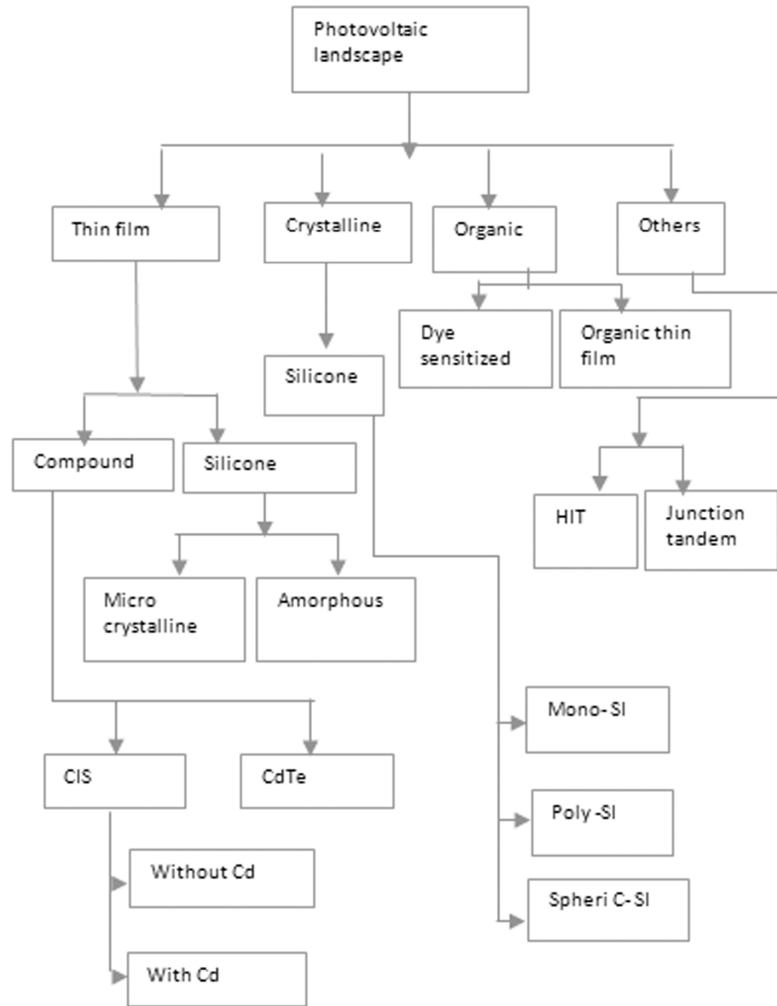 Photovoltaic
landscape
Thin film
Crystalline
Organic
Others
Dye
sensitized
Organic thin
film
Silicone
Compound
Silicone
HIT
Junction
tandem
Micro
crystalline
Amorphous
Mono-SI
CIS
CdTe
Poly -SI
Without Cd
Spheri C-SI
With Cd